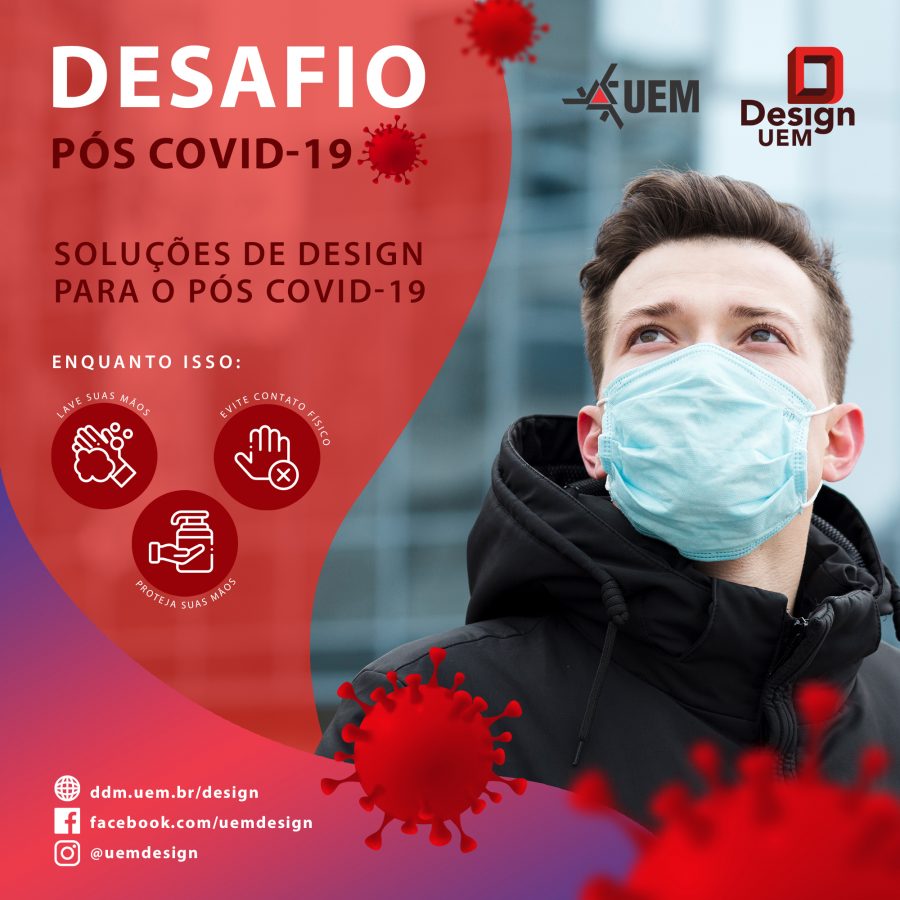 DESAFIO
PÓS COVID-19
UEM
Design
UEM
SOLUÇÕES DE DESIGN
PARA O PÓS COVID-19
ENQUANTO ISSO:
LAVE SUAS MÃOS
EVITE CONTATO FÍSICO
PROTEJA SUAS MÃOS
ddm.uem.br/design
facebook.com/uemdesign
@uemdesign